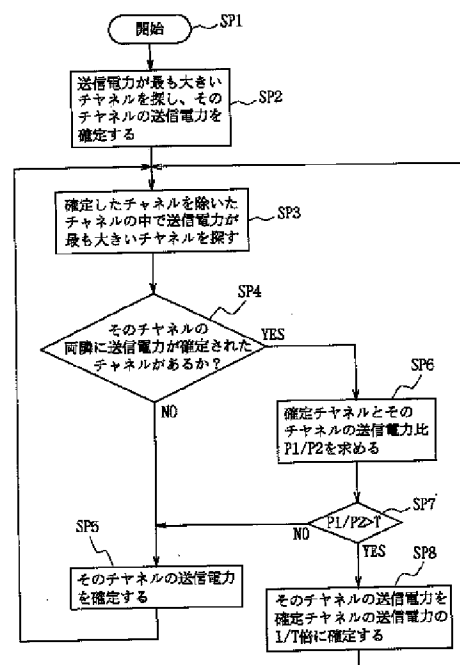 開始
SP1
送信電力が最も大きい
チヤネルを探し、その
チヤネルの送信電力を
確定する
SP2
確定したチャネルを除いた
チャネルの中で送信電力が
最も大きいチャネルを探す
SP3
SP4
そのチャネルの
両隣に送信電力が確定された
チャネルがあるか？
YES
NO
SP6
確定チャネルとその
チャネルの送信電力比
P1/P2を求める
SP7
P1/P2>T
NO
YES
SP5
そのチャネルの送信電力
を確定する
SP8
そのチャネルの送信電力を
確定チャネルの送信電力の
1/T倍に確定する